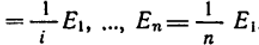 = 1/i E₁, ..., Eₙ = 1/n E₁